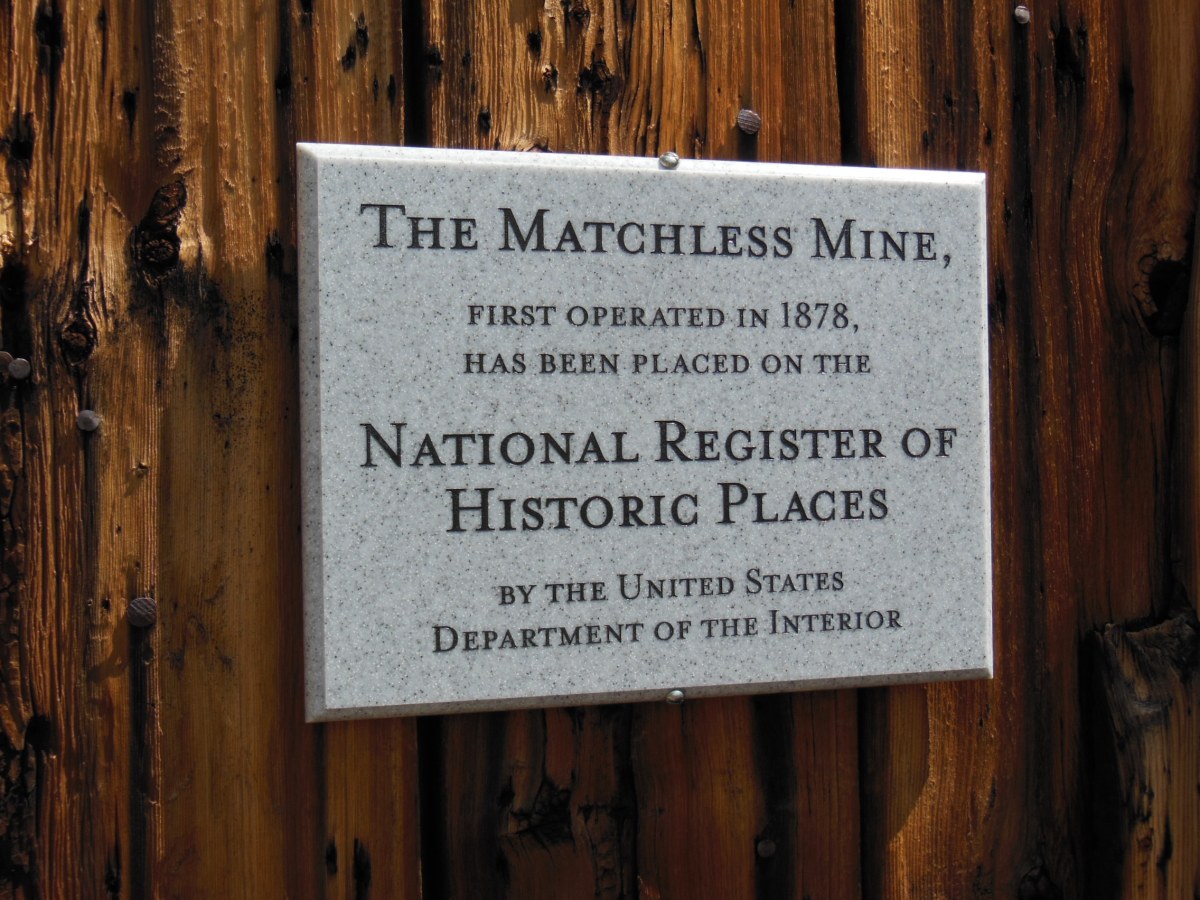 The Matchless Mine,
first operated in 1878,
has been placed on the
National Register of
Historic Places
by the United States
Department of the Interior